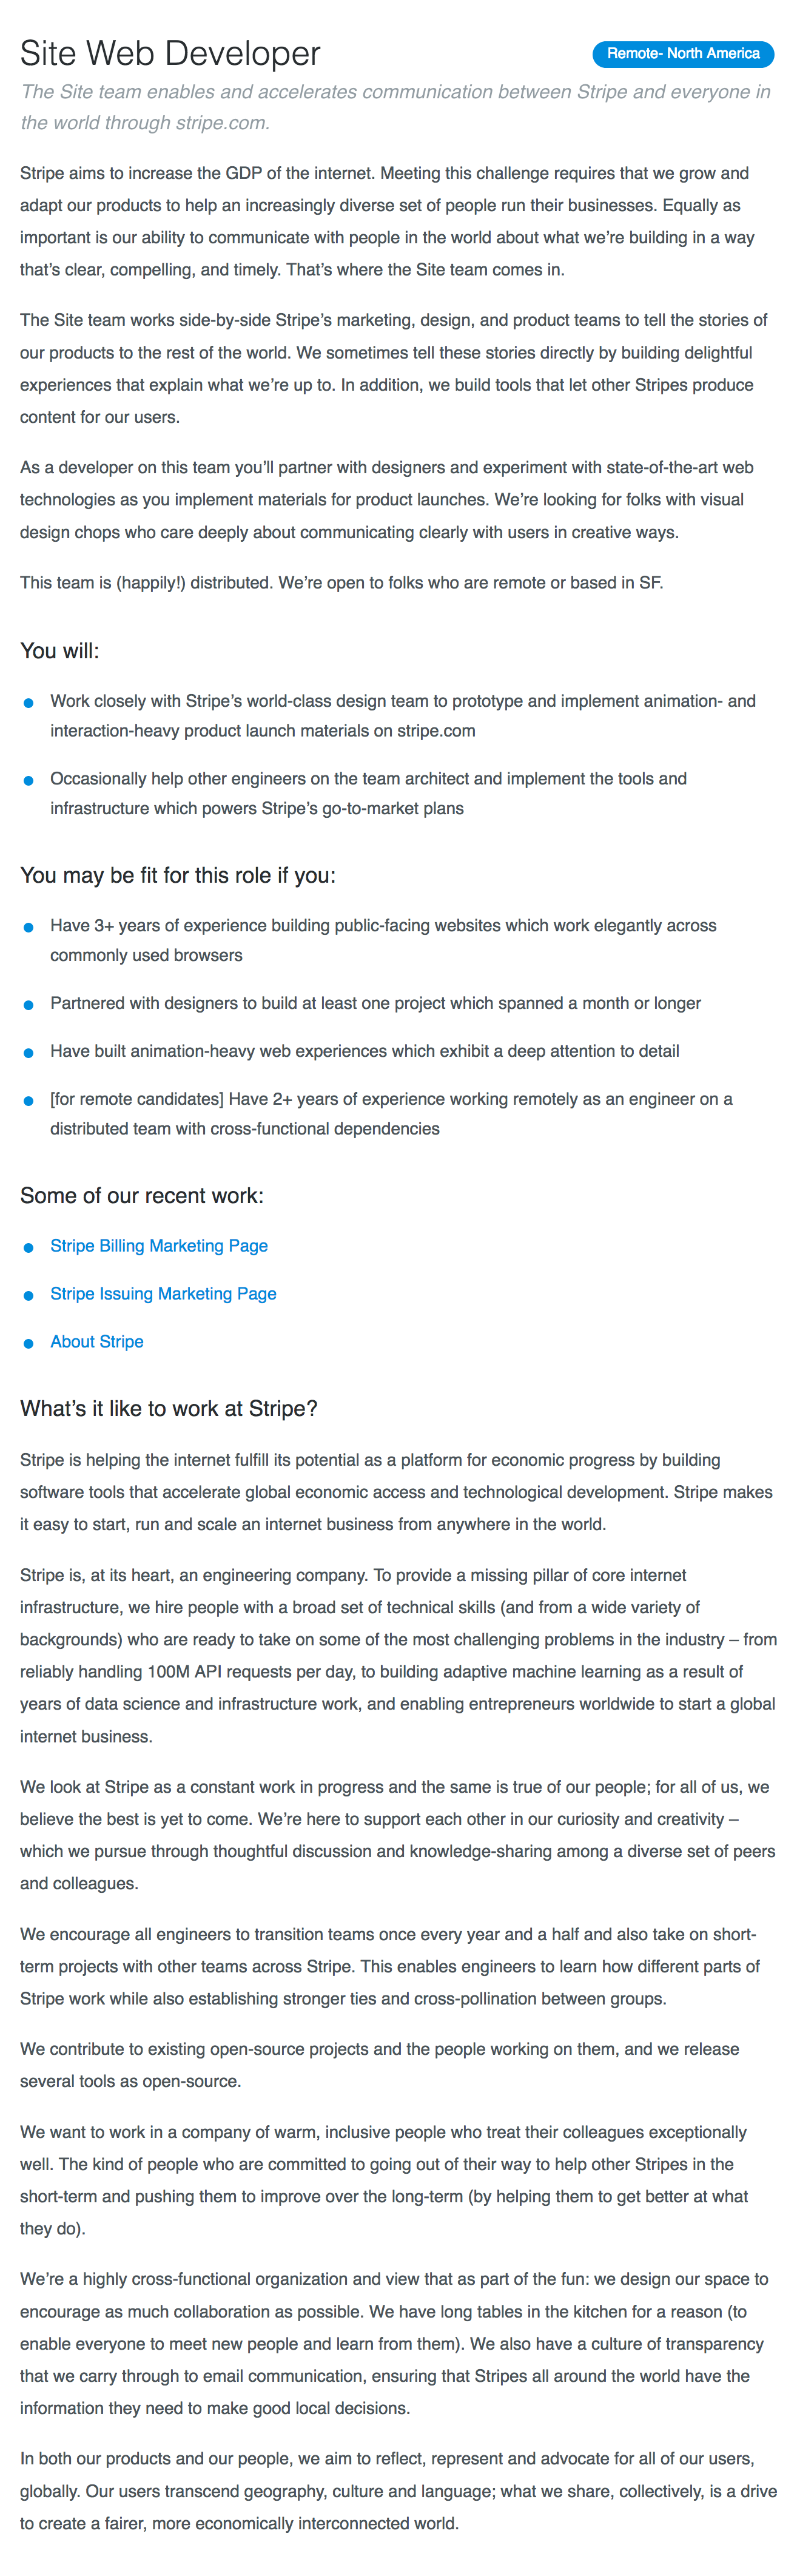 Site Web Developer
Remote- North America
The Site team enables and accelerates communication between Stripe and everyone in
the world through stripe.com.
Stripe aims to increase the GDP of the internet. Meeting this challenge requires that we grow and
adapt our products to help an increasingly diverse set of people run their businesses. Equally as
important is our ability to communicate with people in the world about what we’re building in a way
that’s clear, compelling, and timely. That’s where the Site team comes in.
The Site team works side-by-side Stripe’s marketing, design, and product teams to tell the stories of
our products to the rest of the world. We sometimes tell these stories directly by building delightful
experiences that explain what we’re up to. In addition, we build tools that let other Stripes produce
content for our users.
As a developer on this team you’ll partner with designers and experiment with state-of-the-art web
technologies as you implement materials for product launches. We’re looking for folks with visual
design chops who care deeply about communicating clearly with users in creative ways.
This team is (happily!) distributed. We’re open to folks who are remote or based in SF.
You will:
Work closely with Stripe’s world-class design team to prototype and implement animation- and
interaction-heavy product launch materials on stripe.com
Occasionally help other engineers on the team architect and implement the tools and
infrastructure which powers Stripe’s go-to-market plans
You may be fit for this role if you:
Have 3+ years of experience building public-facing websites which work elegantly across
commonly used browsers
Partnered with designers to build at least one project which spanned a month or longer
Have built animation-heavy web experiences which exhibit a deep attention to detail
[for remote candidates] Have 2+ years of experience working remotely as an engineer on a
distributed team with cross-functional dependencies
Some of our recent work:
Stripe Billing Marketing Page
Stripe Issuing Marketing Page
About Stripe
What’s it like to work at Stripe?
Stripe is helping the internet fulfill its potential as a platform for economic progress by building
software tools that accelerate global economic access and technological development. Stripe makes
it easy to start, run and scale an internet business from anywhere in the world.
Stripe is, at its heart, an engineering company. To provide a missing pillar of core internet
infrastructure, we hire people with a broad set of technical skills (and from a wide variety of
backgrounds) who are ready to take on some of the most challenging problems in the industry – from
reliably handling 100M API requests per day, to building adaptive machine learning as a result of
years of data science and infrastructure work, and enabling entrepreneurs worldwide to start a global
internet business.
We look at Stripe as a constant work in progress and the same is true of our people; for all of us, we
believe the best is yet to come. We’re here to support each other in our curiosity and creativity –
which we pursue through thoughtful discussion and knowledge-sharing among a diverse set of peers
and colleagues.
We encourage all engineers to transition teams once every year and a half and also take on short-
term projects with other teams across Stripe. This enables engineers to learn how different parts of
Stripe work while also establishing stronger ties and cross-pollination between groups.
We contribute to existing open-source projects and the people working on them, and we release
several tools as open-source.
We want to work in a company of warm, inclusive people who treat their colleagues exceptionally
well. The kind of people who are committed to going out of their way to help other Stripes in the
short-term and pushing them to improve over the long-term (by helping them to get better at what
they do).
We’re a highly cross-functional organization and view that as part of the fun: we design our space to
encourage as much collaboration as possible. We have long tables in the kitchen for a reason (to
enable everyone to meet new people and learn from them). We also have a culture of transparency
that we carry through to email communication, ensuring that Stripes all around the world have the
information they need to make good local decisions.
In both our products and our people, we aim to reflect, represent and advocate for all of our users,
globally. Our users transcend geography, culture and language; what we share, collectively, is a drive
to create a fairer, more economically interconnected world.